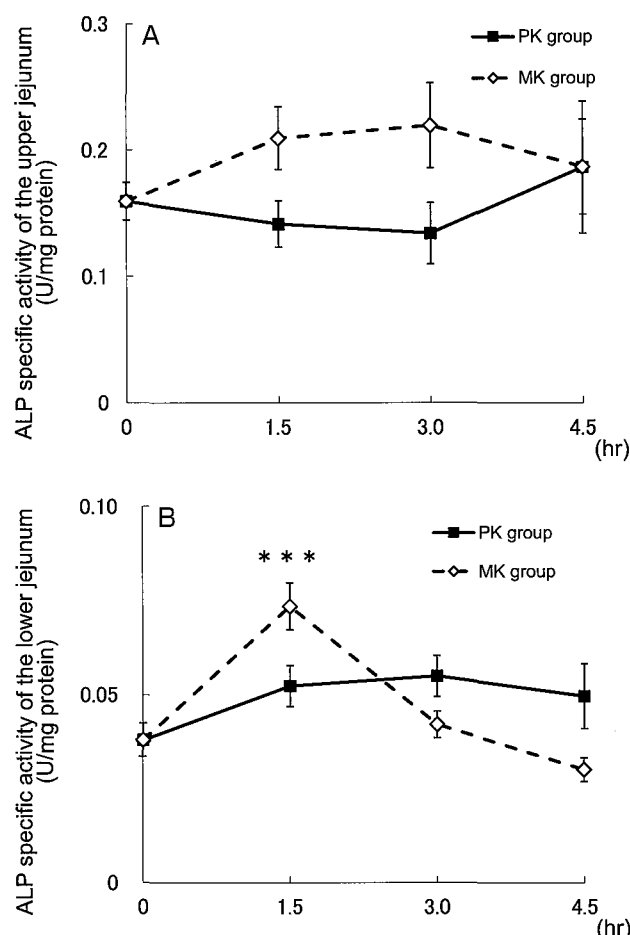 A
PK group
MK group
ALP specific activity of the upper jejunum
(U/mg protein)
0.3
0.2
0.1
0
0 1.5 3.0 4.5
(hr)
B
PK group
MK group
***
ALP specific activity of the lower jejunum
(U/mg protein)
0.10
0.05
0
0 1.5 3.0 4.5
(hr)